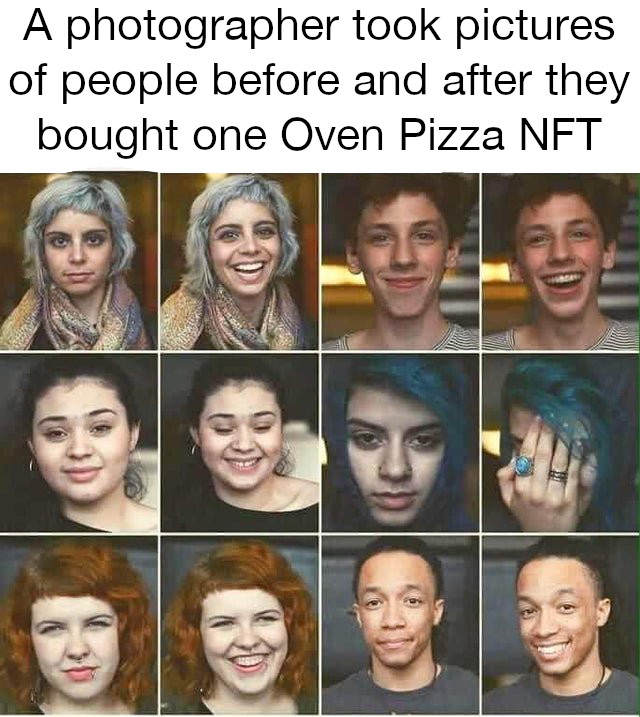 A photographer took pictures
of people before and after they
bought one Oven Pizza NFT